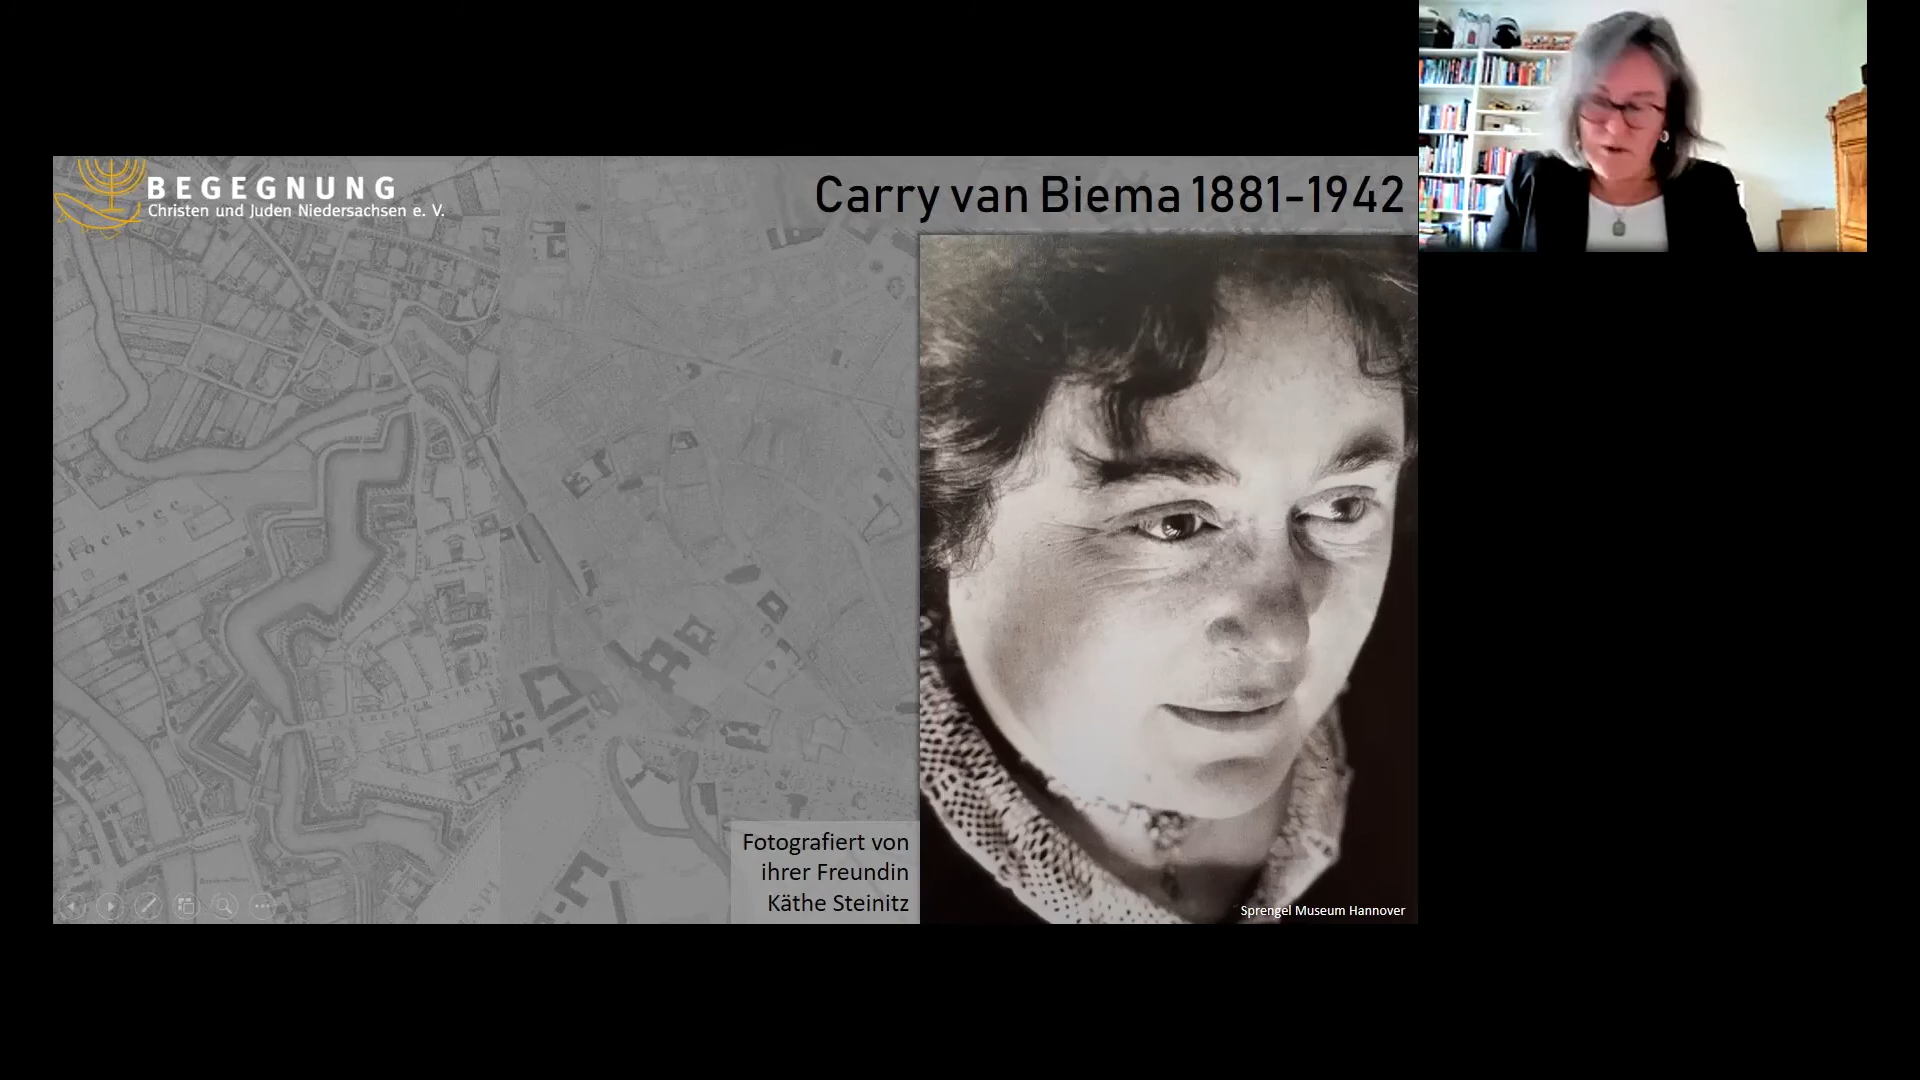 BEGEGNUNG
Christen und Juden Niedersachsen e. V.
Carry van Biema 1881-1942
Fotografiert von
ihrer Freundin
Käthe Steinitz
Sprengel Museum Hannover